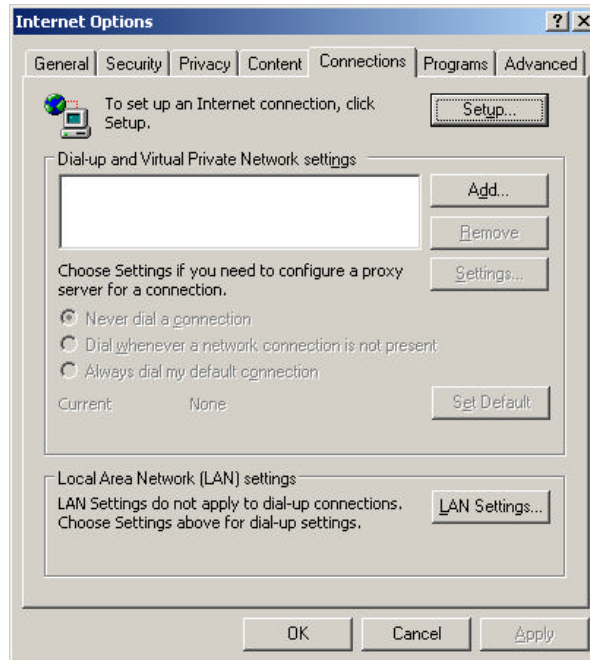 Internet Options
General Security Privacy Content Connections Programs Advanced
To set up an Internet connection, click
Setup.
Setup...
Dial-up and Virtual Private Network settings
Add...
Remove
Choose Settings if you need to configure a proxy
server for a connection.
Settings...
Never dial a connection
Dial whenever a network connection is not present
Always dial my default connection
Current None
Set Default
Local Area Network (LAN) settings
LAN Settings do not apply to dial-up connections.
Choose Settings above for dial-up settings.
LAN Settings...
OK Cancel Apply